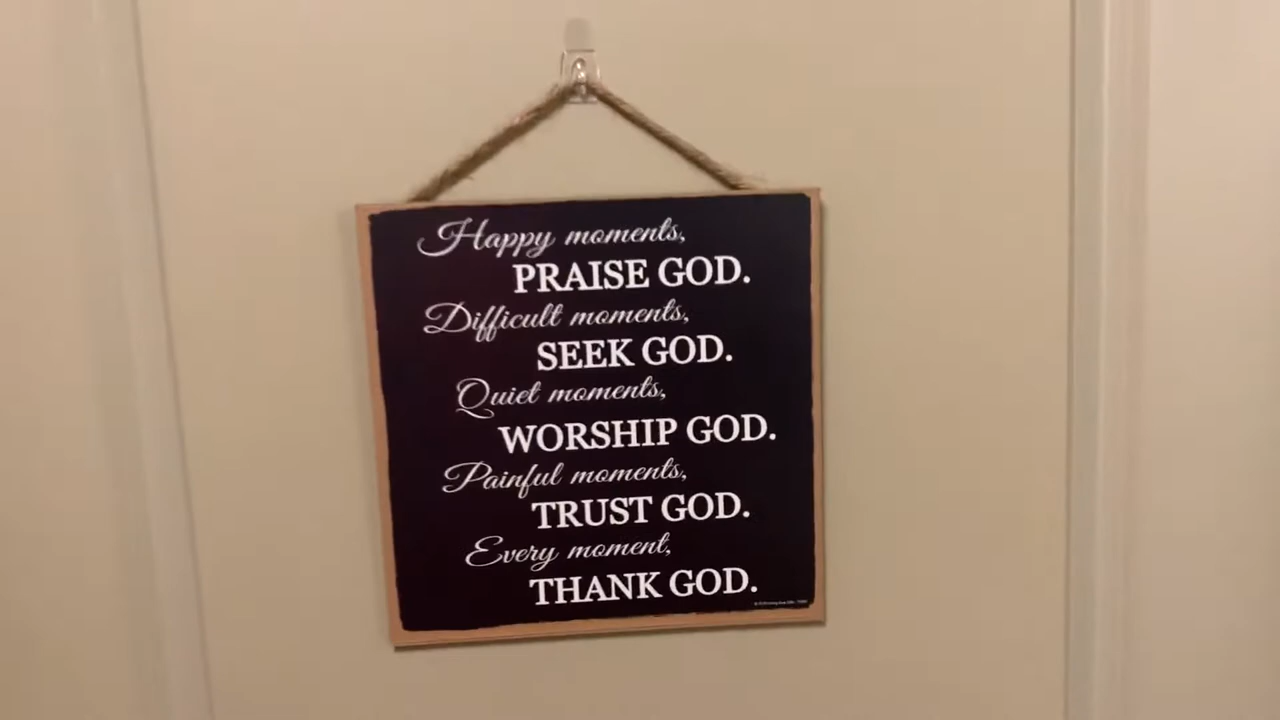 Happy moments,
PRAISE GOD.
Difficult moments,
SEEK GOD.
Quiet moments,
WORSHIP GOD.
Painful moments,
TRUST GOD.
Every moment,
THANK GOD.